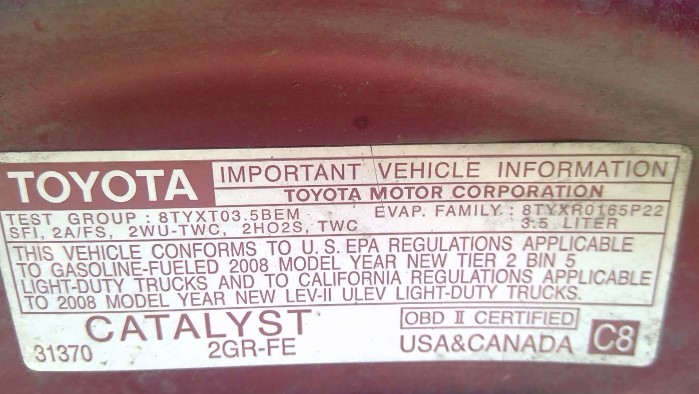 TOYOTA
IMPORTANT VEHICLE INFORMATION
TOYOTA MOTOR CORPORATION
TEST GROUP : 8TYXT03.5BEM EVAP. FAMILY : 8TYXR0165P22
SFI, 2A/FS, 2WU-TWC, 2HO2S, TWC 3.5 LITER
THIS VEHICLE CONFORMS TO U.S.EPA REGULATIONS APPLICABLE
TO GASOLINE-FUELED 2008 MODEL YEAR NEW TIER 2 BIN 5
LIGHT-DUTY TRUCKS AND TO CALIFORNIA REGULATIONS APPLICABLE
TO 2008 MODEL YEAR NEW LEV-II ULEV LIGHT-DUTY TRUCKS.
CATALYST
OBD II CERTIFIED
31370 2GR-FE USA&CANADA C8